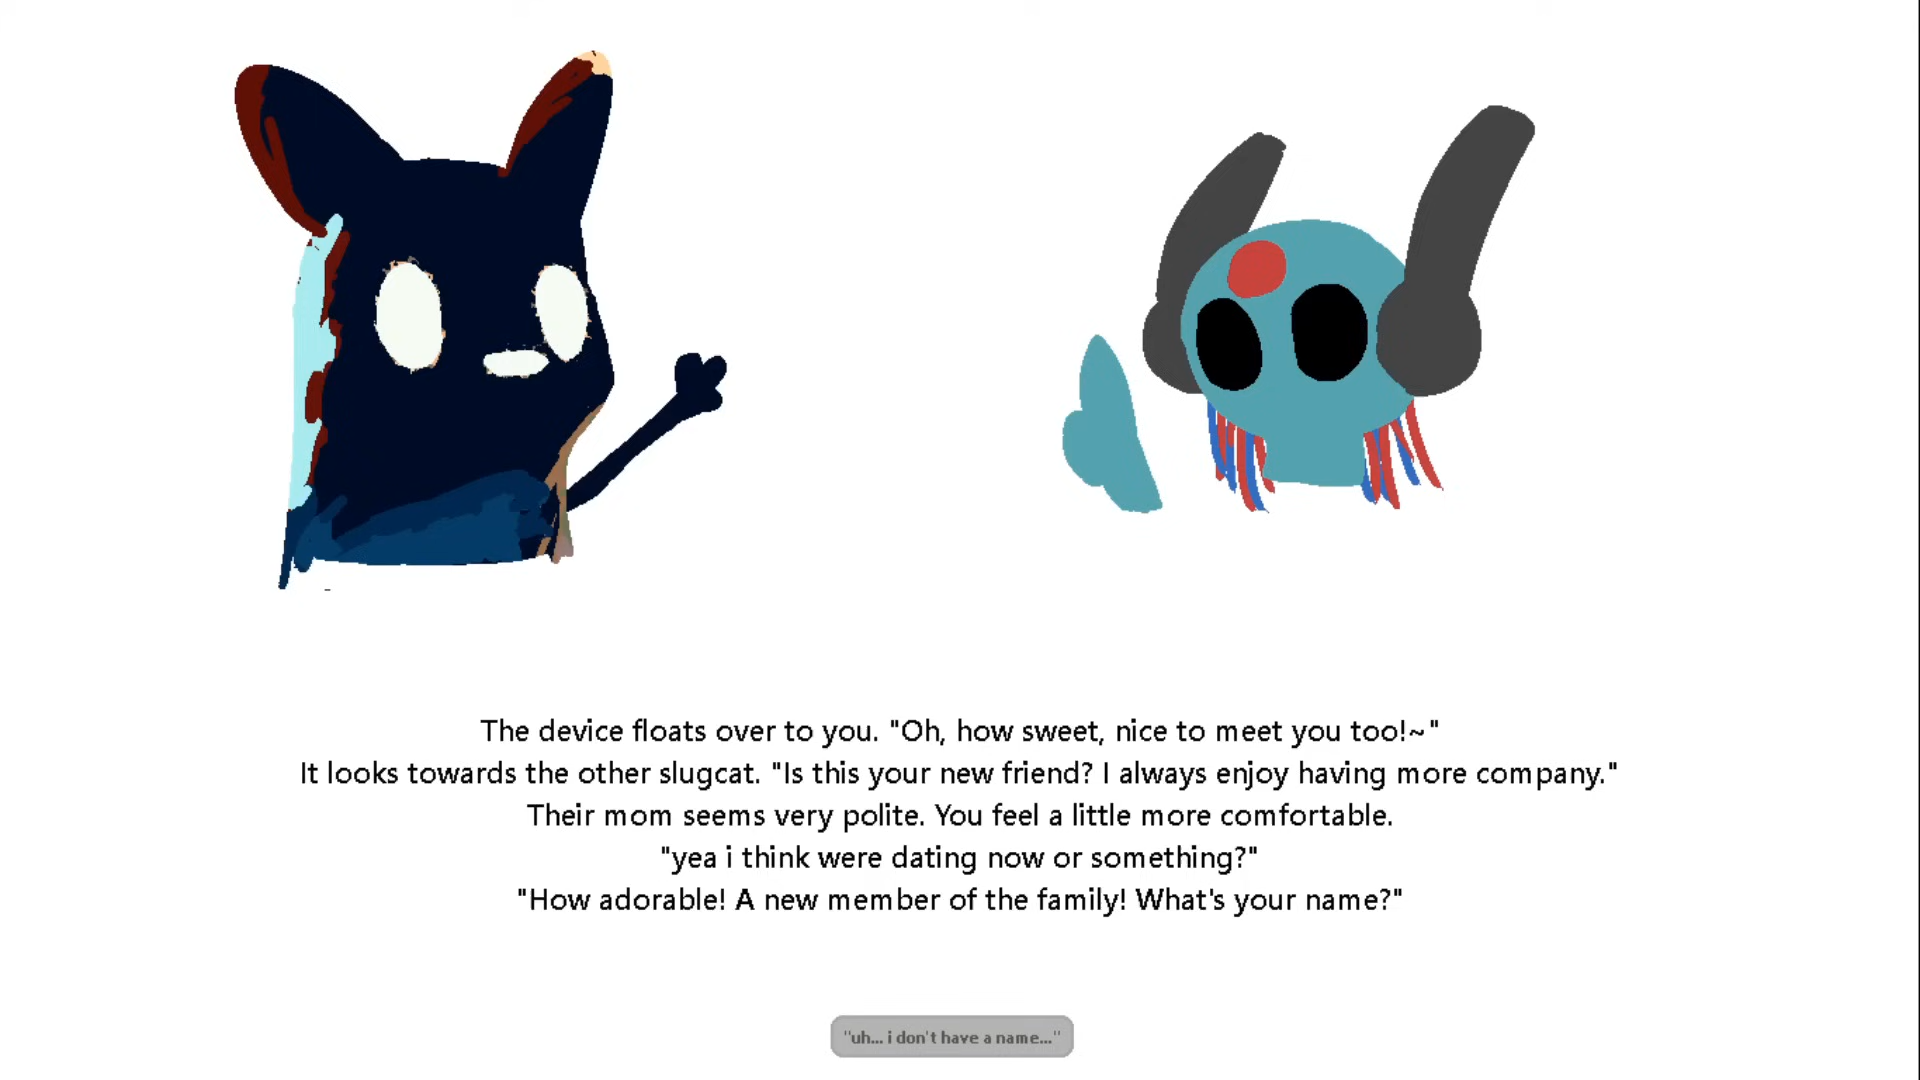 The device floats over to you. "Oh, how sweet, nice to meet you too!~"
It looks towards the other slugcat. "Is this your new friend? I always enjoy having more company."
Their mom seems very polite. You feel a little more comfortable.
"yea i think were dating now or something?"
"How adorable! A new member of the family! What's your name?"
"uh... i don't have a name..."